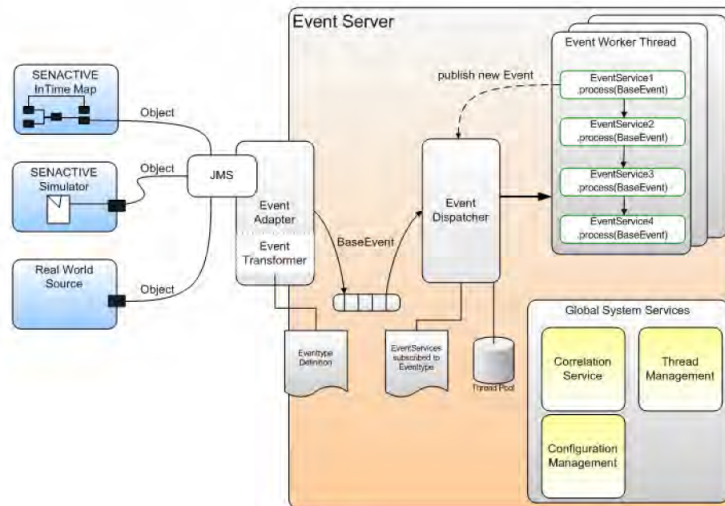 Event Server
SENACTIVE
InTime Map
Object
SENACTIVE
Simulator
Object
Real World
Source
Object
JMS
Event
Adapter
Event
Transformer
BaseEvent
publish new Event
Event
Dispatcher
Event Worker Thread
EventService1
.process(BaseEvent)
EventService2
.process(BaseEvent)
EventService3
.process(BaseEvent)
EventService4
.process(BaseEvent)
Eventtype
Definition
EventServices
subscribed to
Eventtype
Thread Pool
Global System Services
Correlation
Service
Thread
Management
Configuration
Management